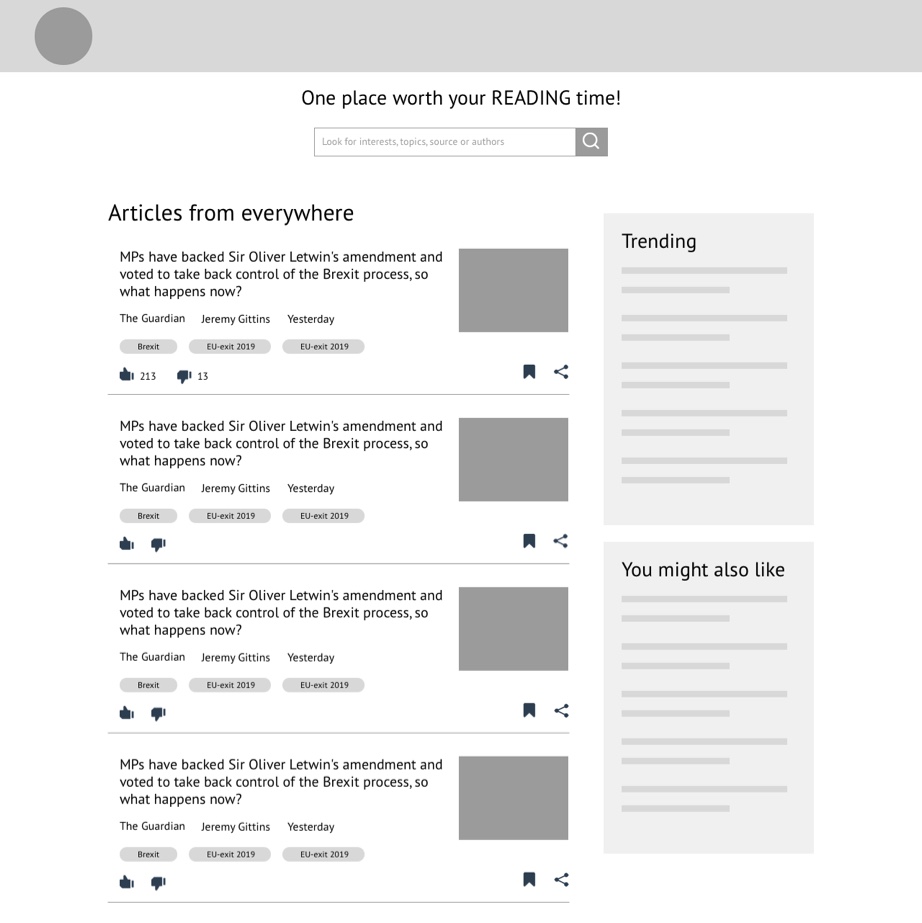 One place worth your READING time!
Look for interests, topics, source or authors
Articles from everywhere
MPs have backed Sir Oliver Letwin's amendment and
voted to take back control of the Brexit process, so
what happens now?
The Guardian Jeremy Gittins Yesterday
Brexit EU-exit 2019 EU-exit 2019
213 13
MPs have backed Sir Oliver Letwin's amendment and
voted to take back control of the Brexit process, so
what happens now?
The Guardian Jeremy Gittins Yesterday
Brexit EU-exit 2019 EU-exit 2019
MPs have backed Sir Oliver Letwin's amendment and
voted to take back control of the Brexit process, so
what happens now?
The Guardian Jeremy Gittins Yesterday
Brexit EU-exit 2019 EU-exit 2019
MPs have backed Sir Oliver Letwin's amendment and
voted to take back control of the Brexit process, so
what happens now?
The Guardian Jeremy Gittins Yesterday
Brexit EU-exit 2019 EU-exit 2019
Trending
You might also like